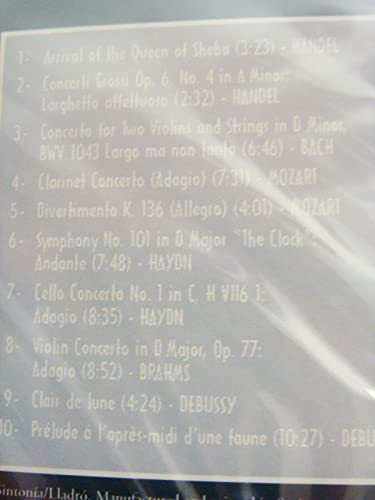 1- Arrival of the Queen of Sheba (3:23) - HANDEL
2- Concerti Grossi Op. 6, No. 4 in A Minor:
Larghetto affettuoso (2:32) - HANDEL
3- Concerto for Two Violins and Strings in D Minor,
BWV 1043 Largo ma non tanto (6:46) - BACH
4- Clarinet Concerto (Adagio) (7:31) - MOZART
5- Divertimento K. 136 (Allegro) (4:01) - MOZART
6- Symphony No. 101 in D Major "The Clock":
Andante (7:48) - HAYDN
7- Cello Concerto No. 1 in C, H VII6 1:
Adagio (8:35) - HAYDN
8- Violin Concerto in D Major, Op. 77:
Adagio (8:52) - BRAHMS
9- Clair de lune (4:24) - DEBUSSY
10- Prélude à l'après-midi d'une faune (10:27) - DEBU
Sintonía/Lladró. Manufactured